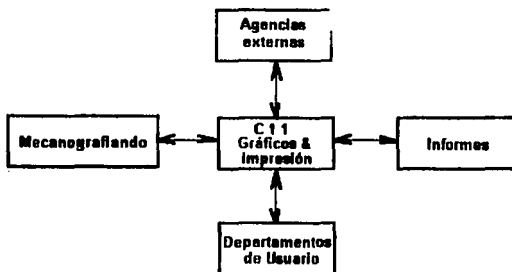 Agencias
externas
Mecanografiando
C 1 1
Gráficos &
impresión
Informes
Departamentos
de Usuario